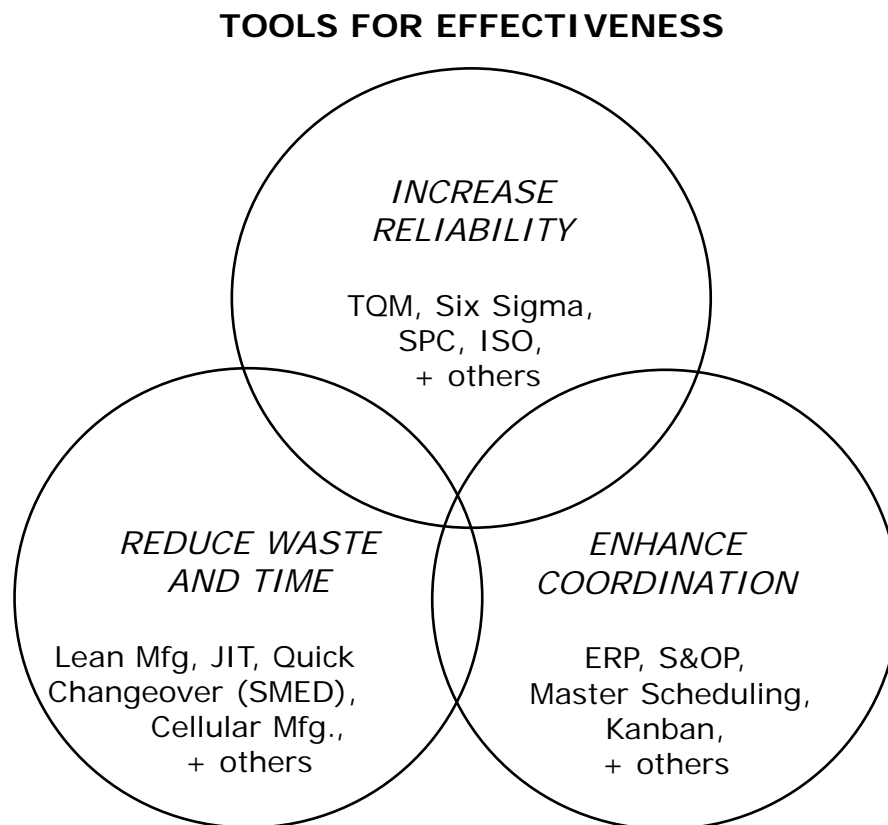 TOOLS FOR EFFECTIVENESS
INCREASE
RELIABILITY
TQM, Six Sigma,
SPC, ISO,
+ others
REDUCE WASTE
AND TIME
Lean Mfg, JIT, Quick
Changeover (SMED),
Cellular Mfg.,
+ others
ENHANCE
COORDINATION
ERP, S&OP,
Master Scheduling,
Kanban,
+ others